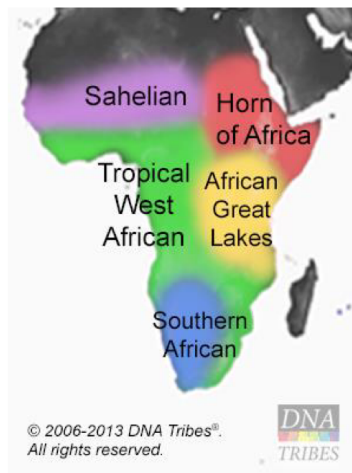 Sahelian
Horn
of Africa
Tropical
West
African
African
Great
Lakes
Southern
African
© 2006-2013 DNA Tribes®.
All rights reserved.
DNA
TRIBES